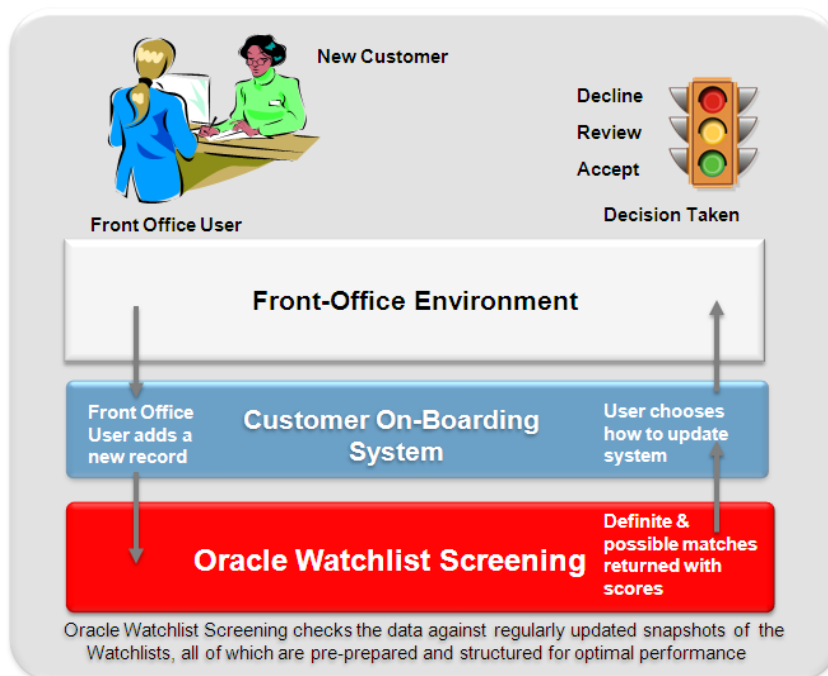 New Customer
Decline
Review
Accept
Front Office User
Decision Taken
Front-Office Environment
Front Office
User adds a
new record
Customer On-Boarding
System
User chooses
how to update
system
Oracle Watchlist Screening
Definite &
possible matches
returned with
scores
Oracle Watchlist Screening checks the data against regularly updated snapshots of the
Watchlists, all of which are pre-prepared and structured for optimal performance